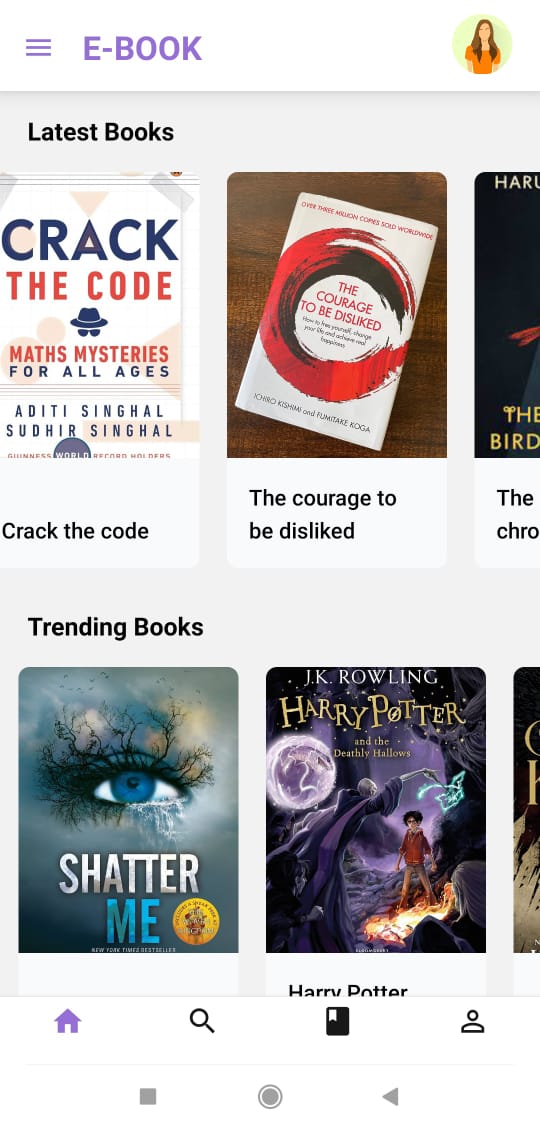 E-BOOK
Latest Books
CRACK
THE CODE
MATHS MYSTERIES
FOR ALL AGES
ADITI SINGHAL
SUDHIR SINGHAL
GUINNESS WORLD RECORD HOLDERS
Crack the code
OVER THREE MILLION COPIES SOLD WORLDWIDE
THE
COURAGE
TO BE DISLIKED
How to free yourself, change
your life and achieve real
happiness
ICHIRO KISHIMI and FUMITAKE KOGA
The courage to
be disliked
HARU
THE
BIRD
The
chro
Trending Books
SHATTER
ME
NEW YORK TIMES BESTSELLER
J.K. ROWLING
HARRY POTTER
and the
Deathly Hallows
BLOOMSBURY
Harry Potter